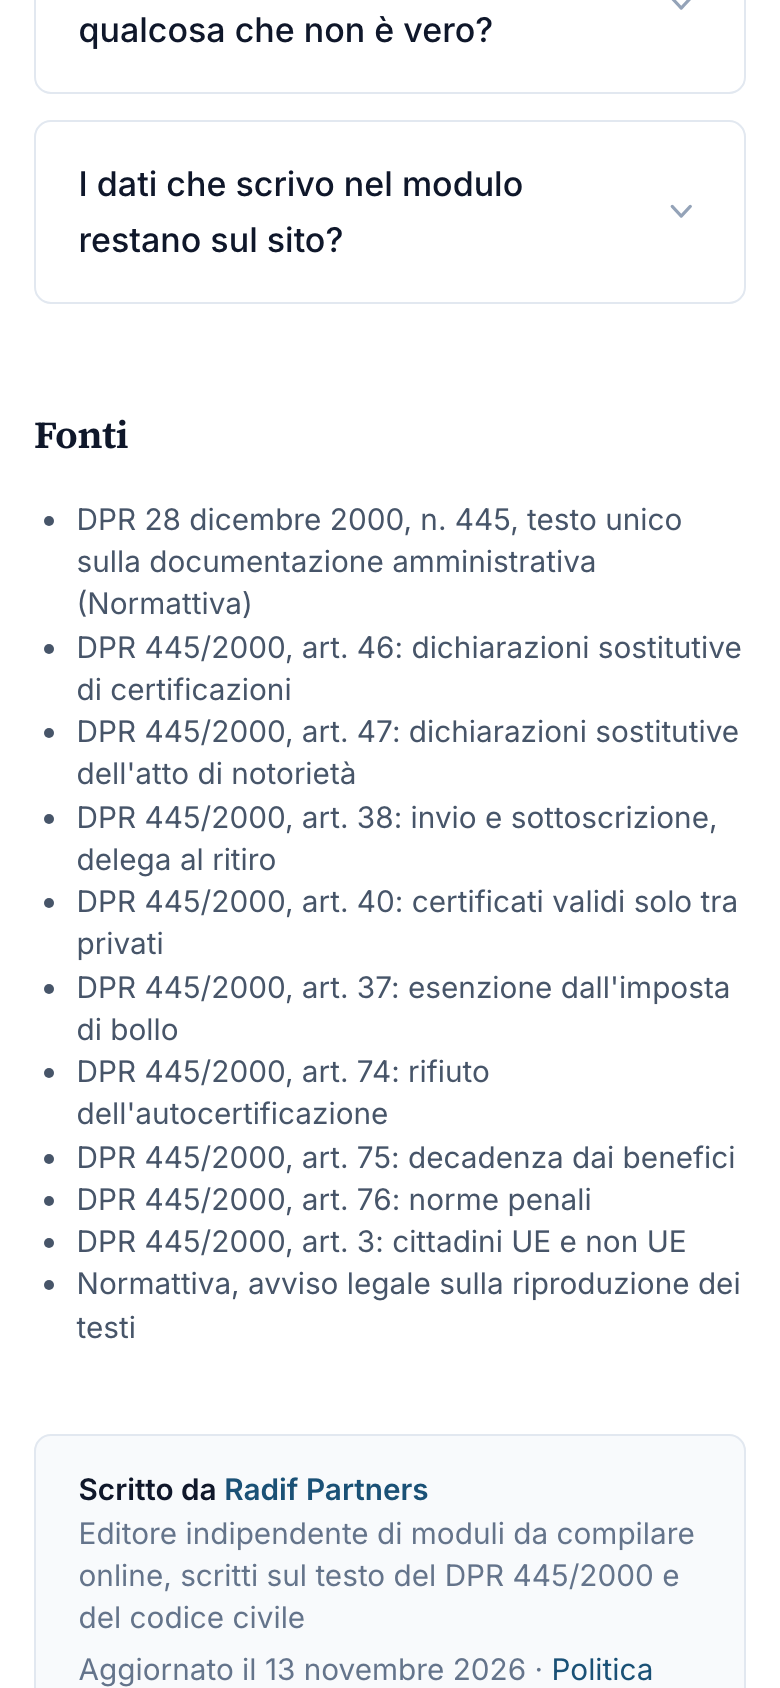 qualcosa che non è vero?
I dati che scrivo nel modulo
restano sul sito?
Fonti
• DPR 28 dicembre 2000, n. 445, testo unico
sulla documentazione amministrativa
(Normattiva)
• DPR 445/2000, art. 46: dichiarazioni sostitutive
di certificazioni
• DPR 445/2000, art. 47: dichiarazioni sostitutive
dell'atto di notorietà
• DPR 445/2000, art. 38: invio e sottoscrizione,
delega al ritiro
• DPR 445/2000, art. 40: certificati validi solo tra
privati
• DPR 445/2000, art. 37: esenzione dall'imposta
di bollo
• DPR 445/2000, art. 74: rifiuto
dell'autocertificazione
• DPR 445/2000, art. 75: decadenza dai benefici
• DPR 445/2000, art. 76: norme penali
• DPR 445/2000, art. 3: cittadini UE e non UE
• Normattiva, avviso legale sulla riproduzione dei
testi
Scritto da Radif Partners
Editore indipendente di moduli da compilare
online, scritti sul testo del DPR 445/2000 e
del codice civile
Aggiornato il 13 novembre 2026 · Politica